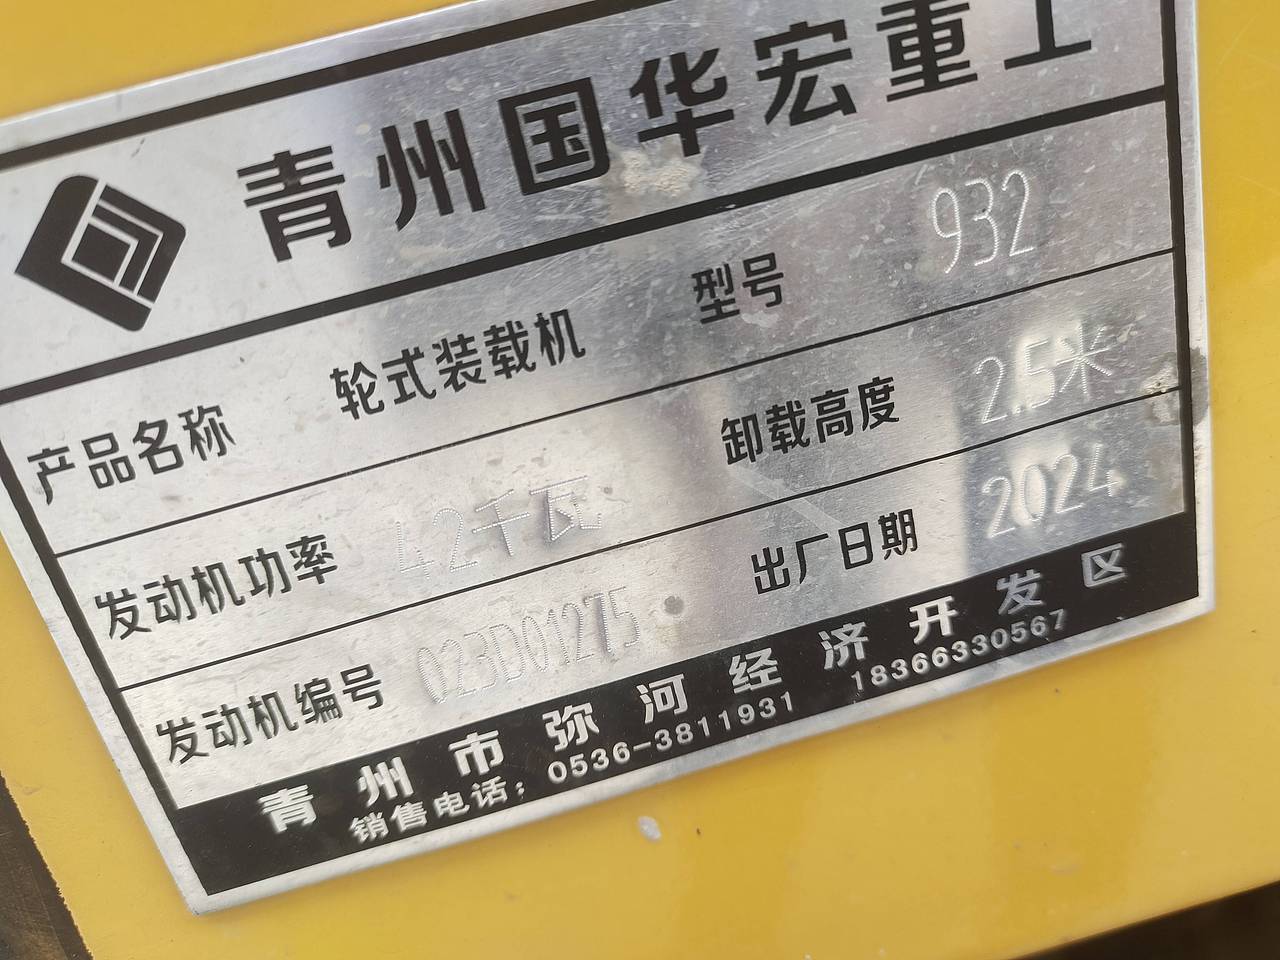 青州国华宏重工
产品名称 轮式装载机 型号 932
发动机功率 42千瓦 卸载高度 2.5米
发动机编号 023D01275 出厂日期 2024
青州市弥河经济开发区
销售电话：0536-3811931 18366330567